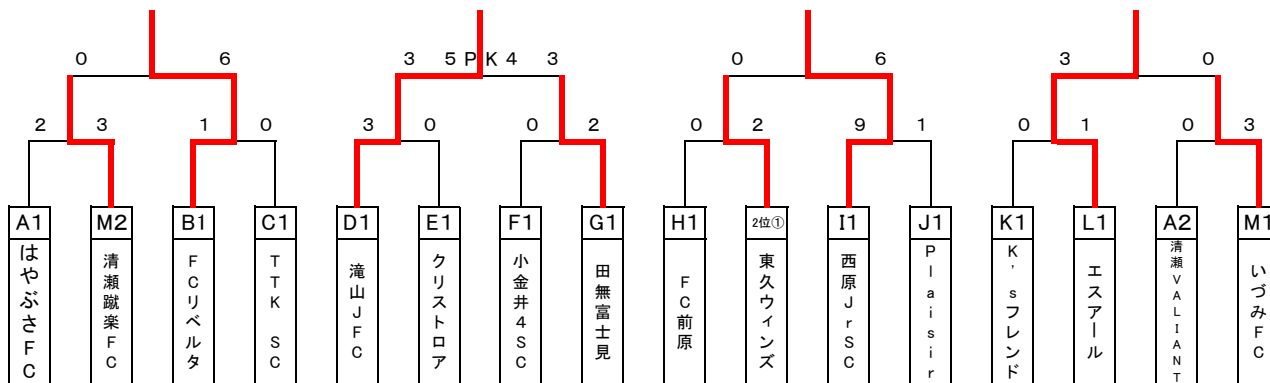 0 6 3 5 PK 4 3 0 6 3 0
2 3 1 0 3 0 0 2 0 2 9 1 0 1 0 3
A1 M2 B1 C1 D1 E1 F1 G1 H1 2位① I1 J1 K1 L1 A2 M1
はやぶさFC
清瀬蹴楽FC
FCリベルタ
TTK SC
滝山JFC
クリストロア
小金井4SC
田無富士見
FC前原
東久ウィンズ
西原JrSC
Plaisir
K'sフレンド
エスアール
清瀬VALIANT
いづみFC